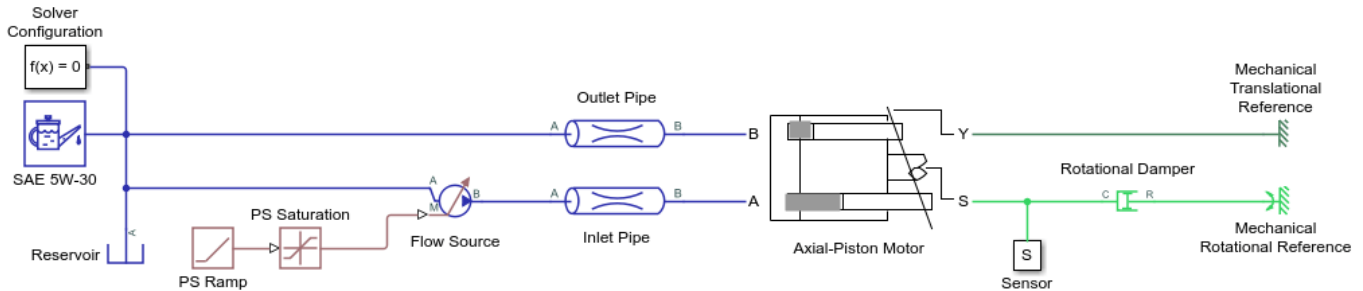 Solver
Configuration
f(x) = 0
SAE 5W-30
Reservoir
A
PS Ramp
PS Saturation
A
M
B
Flow Source
Outlet Pipe
A
B
A
B
Inlet Pipe
B
A
Axial-Piston Motor
Y
S
Mechanical
Translational
Reference
Rotational Damper
C
R
S
Sensor
Mechanical
Rotational Reference